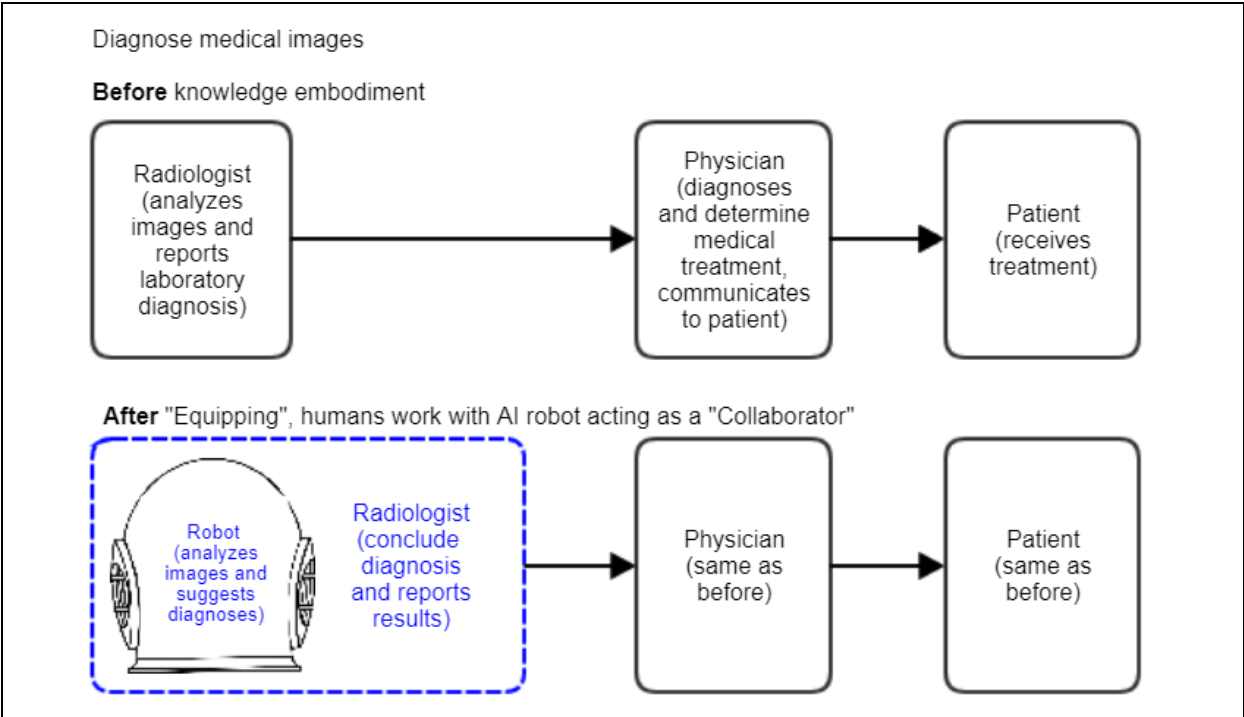 Diagnose medical images
Before knowledge embodiment
Radiologist
(analyzes
images and
reports
laboratory
diagnosis)
Physician
(diagnoses
and determine
medical
treatment,
communicates
to patient)
Patient
(receives
treatment)
After "Equipping", humans work with AI robot acting as a "Collaborator"
Robot
(analyzes
images and
suggests
diagnoses)
Radiologist
(conclude
diagnosis
and reports
results)
Physician
(same as
before)
Patient
(same as
before)